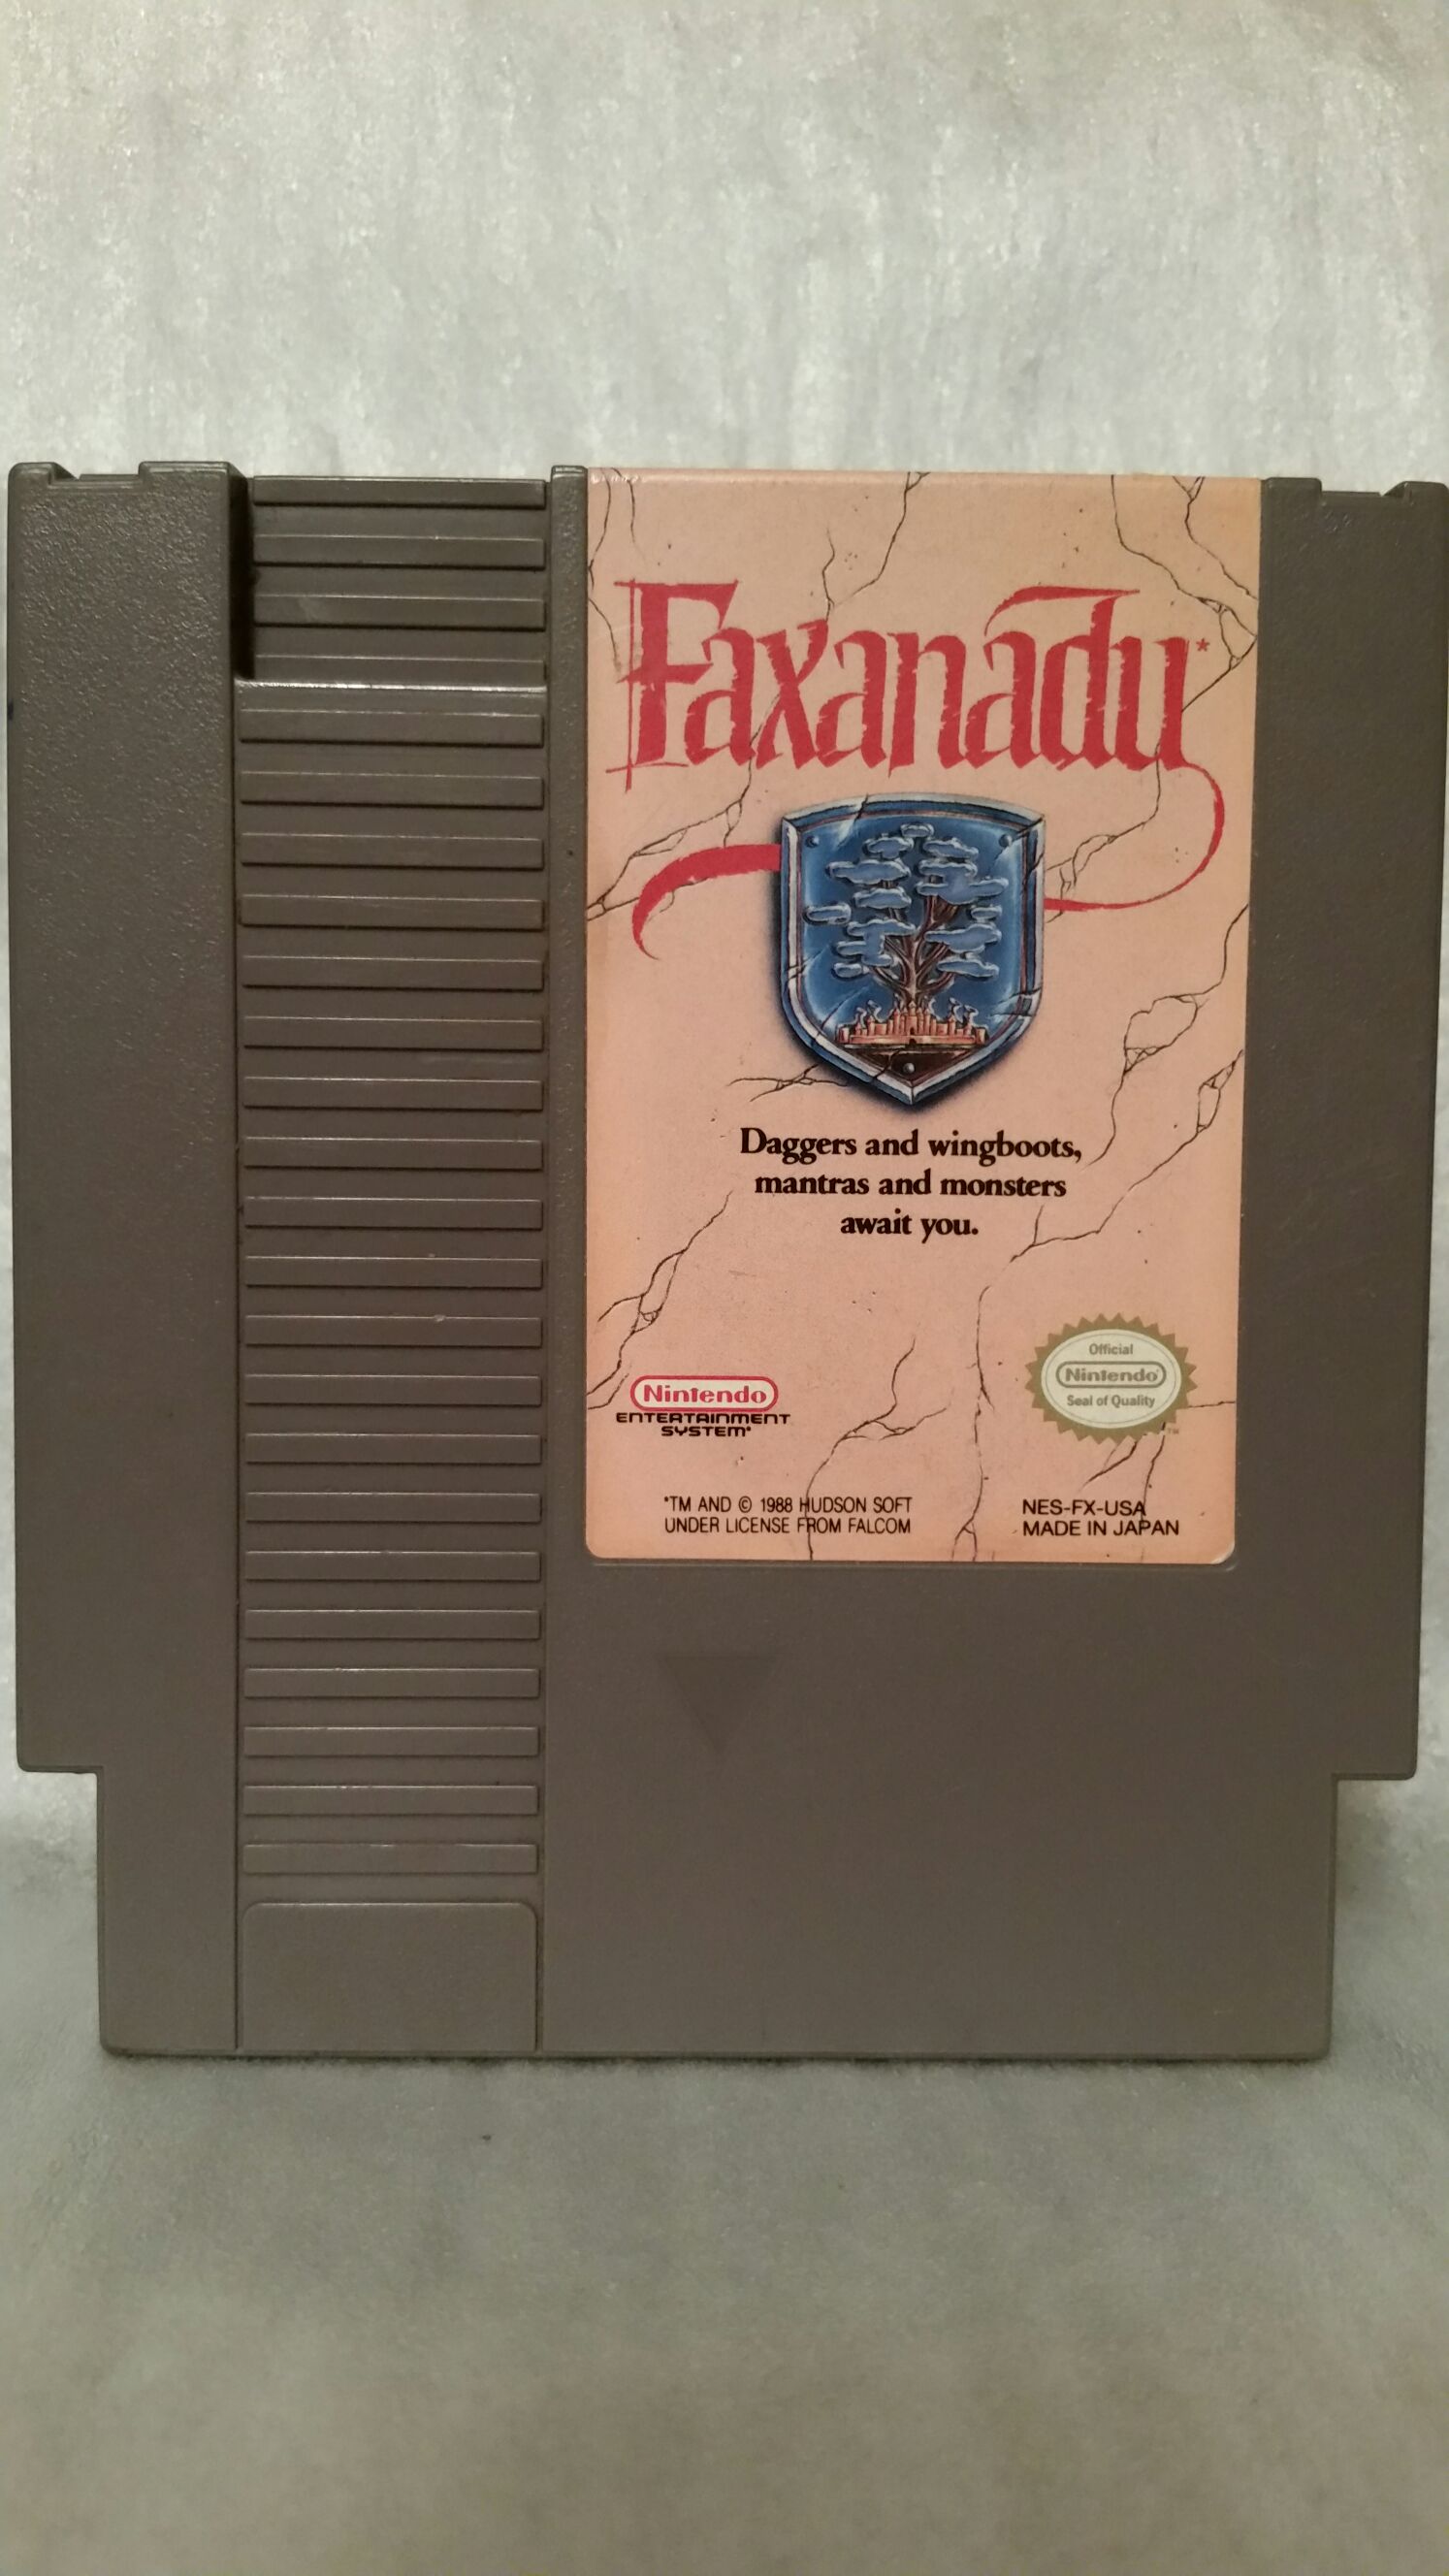 Faxanadu*
Daggers and wingboots,
mantras and monsters
await you.
Nintendo
ENTERTAINMENT
SYSTEM®
Official
Nintendo®
Seal of Quality
TM
*TM AND © 1988 HUDSON SOFT
UNDER LICENSE FROM FALCOM
NES-FX-USA
MADE IN JAPAN